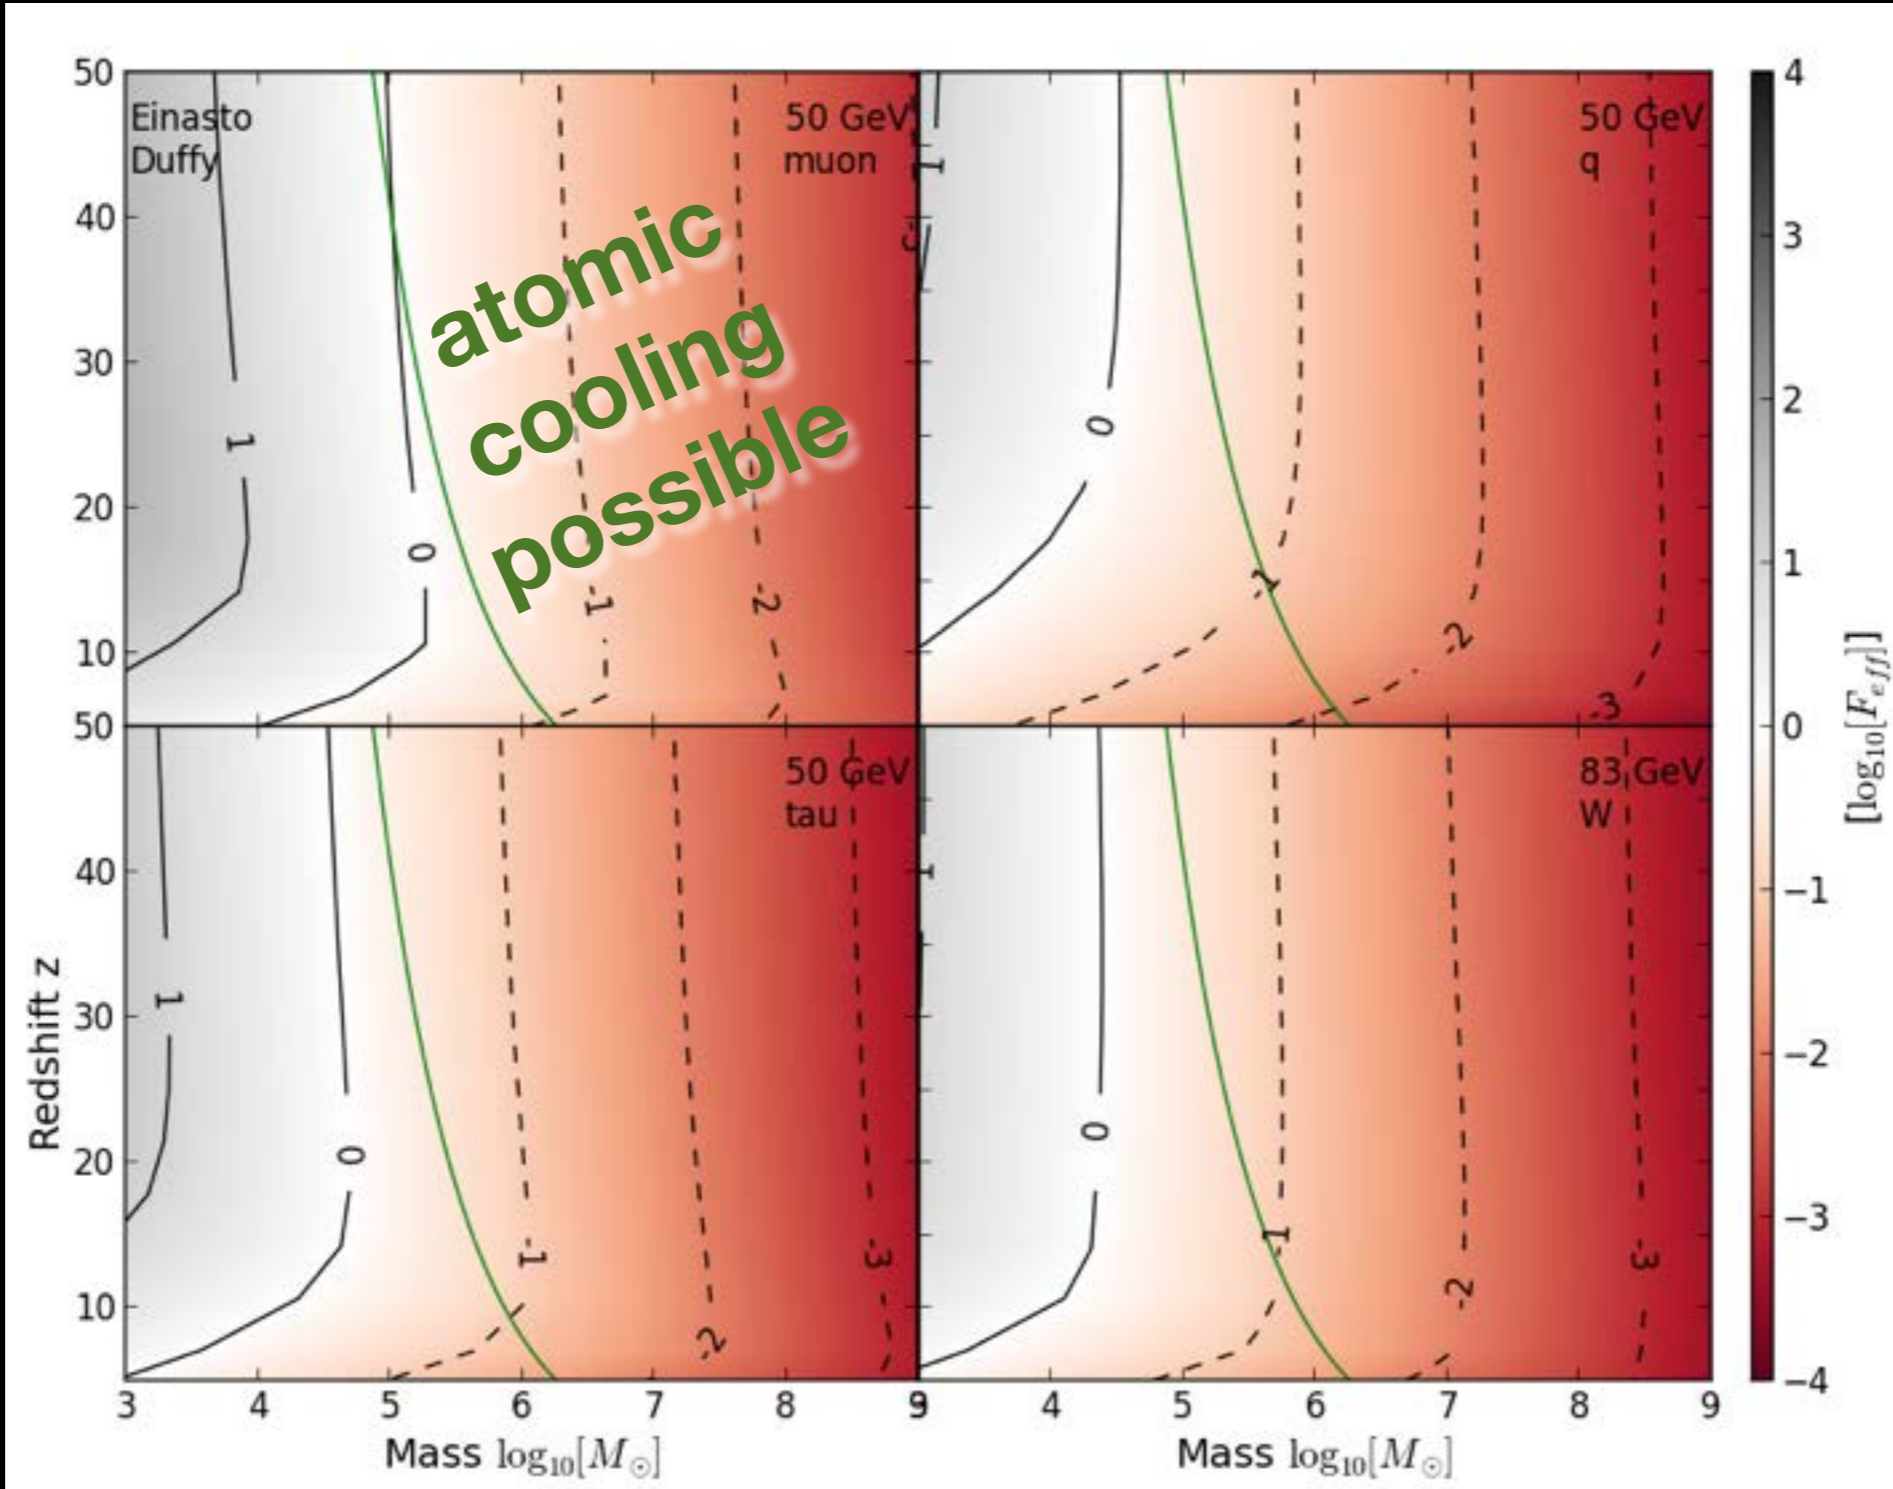 50
40
30
20
10
Einasto
Duffy
50 GeV
muon
1
0
-1
-2
atomic
cooling
possible
50 GeV
q
1
0
-1
-2
-3
50
40
30
20
10
50 GeV
tau
1
0
-1
-2
-3
83 GeV
W
1
0
-1
-2
-3
Redshift z
3 4 5 6 7 8 9
4 5 6 7 8 9
Mass log₁₀[M☉]
Mass log₁₀[M☉]
4
3
2
1
0
−1
−2
−3
−4
[log₁₀[F_eff]]